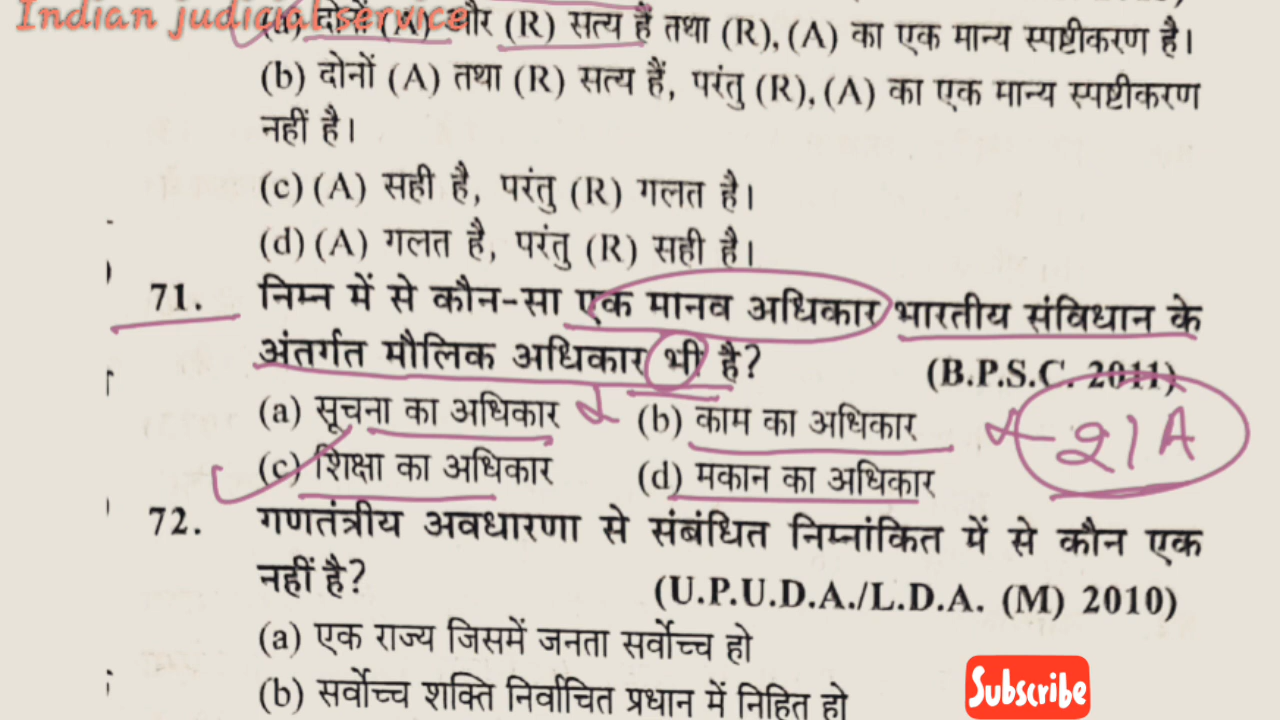 Indian judicial service
(a) दोनों (A) और (R) सत्य हैं तथा (R), (A) का एक मान्य स्पष्टीकरण है।
(b) दोनों (A) तथा (R) सत्य हैं, परंतु (R), (A) का एक मान्य स्पष्टीकरण
नहीं है।
(c) (A) सही है, परंतु (R) गलत है।
(d) (A) गलत है, परंतु (R) सही है।
71. निम्न में से कौन-सा एक मानव अधिकार भारतीय संविधान के
अंतर्गत मौलिक अधिकार भी है?
(B.P.S.C. 2011)
(a) सूचना का अधिकार (b) काम का अधिकार
21A
(c) शिक्षा का अधिकार (d) मकान का अधिकार
72. गणतंत्रीय अवधारणा से संबंधित निम्नांकित में से कौन एक
नहीं है?
(U.P.U.D.A./L.D.A. (M) 2010)
(a) एक राज्य जिसमें जनता सर्वोच्च हो
(b) सर्वोच्च शक्ति निर्वाचित प्रधान में निहित हो
Subscribe